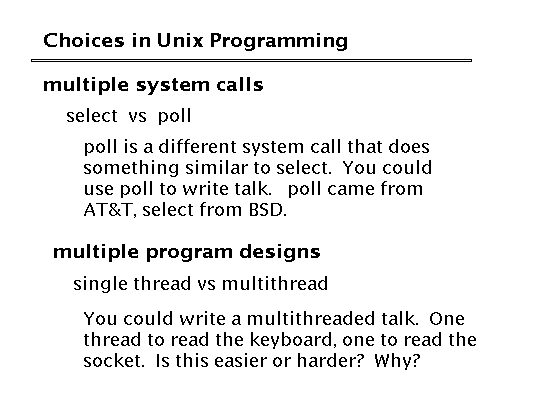 Choices in Unix Programming
multiple system calls
select vs poll
poll is a different system call that does
something similar to select. You could
use poll to write talk. poll came from
AT&T, select from BSD.
multiple program designs
single thread vs multithread
You could write a multithreaded talk. One
thread to read the keyboard, one to read the
socket. Is this easier or harder? Why?